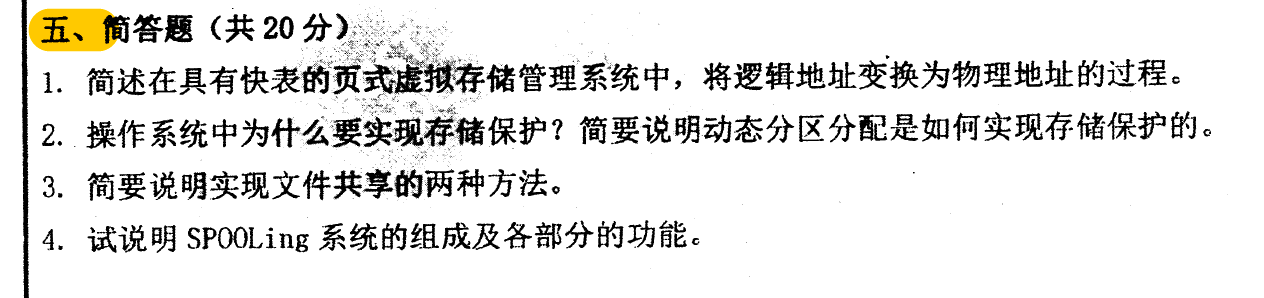 五、简答题（共 20 分）
1. 简述在具有快表的页式虚拟存储管理系统中，将逻辑地址变换为物理地址的过程。
2. 操作系统中为什么要实现存储保护？简要说明动态分区分配是如何实现存储保护的。
3. 简要说明实现文件共享的两种方法。
4. 试说明 SPOOLing 系统的组成及各部分的功能。